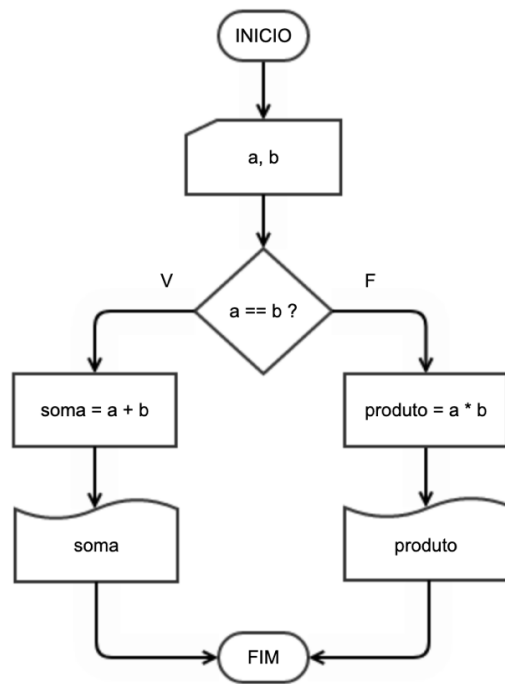 INICIO
a, b
V
F
a == b ?
soma = a + b
produto = a * b
soma
produto
FIM